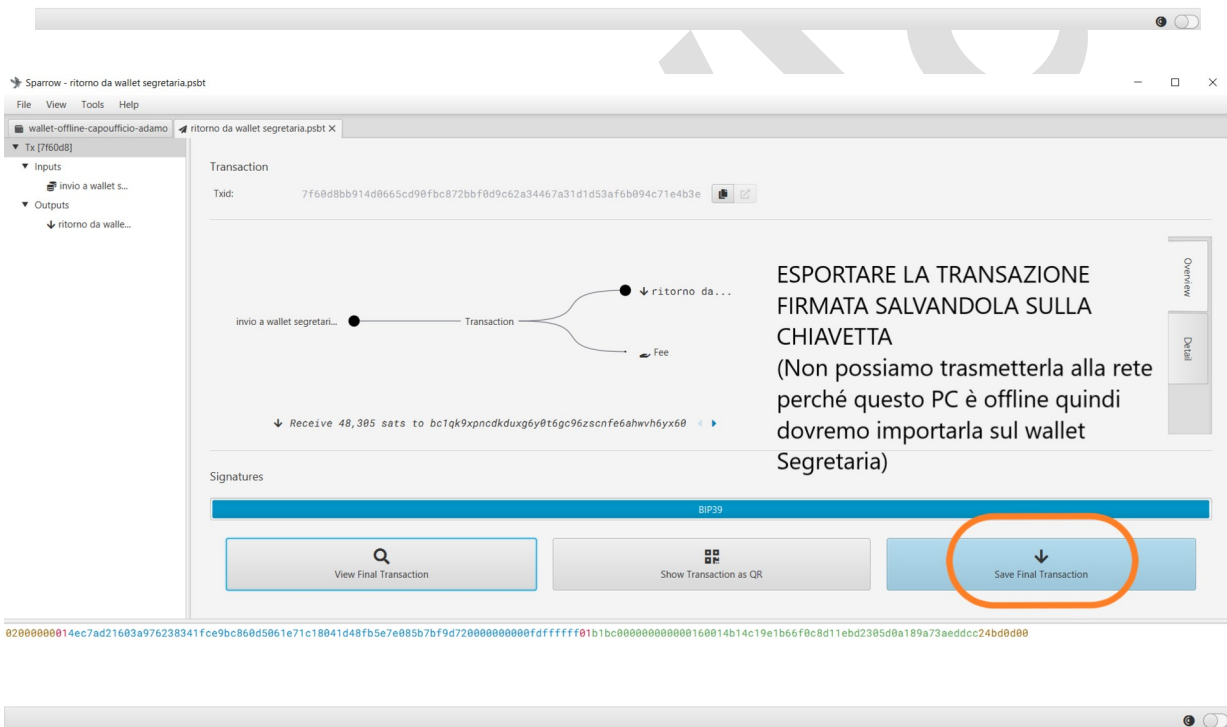 Sparrow - ritorno da wallet segretaria.psbt
File View Tools Help
wallet-offline-capoufficio-adamo ritorno da wallet segretaria.psbt
Tx [7f60d8]
Inputs
invio a wallet s...
Outputs
ritorno da walle...
Transaction
Txid: 7f60d8bb914d0665cd90fbc872bbf0d9c62a34467a31d1d53af6b094c71e4b3e
invio a wallet segretari...
Transaction
ritorno da...
Fee
Receive 48,305 sats to bc1qk9xpncdkduxg6y0t6gc96zscnfe6ahwvh6yx60
ESPORTARE LA TRANSAZIONE
FIRMATA SALVANDOLA SULLA
CHIAVETTA
(Non possiamo trasmetterla alla rete
perché questo PC è offline quindi
dovremo importarla sul wallet
Segretaria)
Overview
Detail
Signatures
BIP39
View Final Transaction
Show Transaction as QR
Save Final Transaction
02000000014ec7ad21603a976238341fce9bc860d5061e71c18041d48fb5e7e085b7bf9d720000000000fdffffff01b1bc000000000000160014b14c19e1b66f0c8d11ebd2305d0a189a73aeddcc24bd0d00